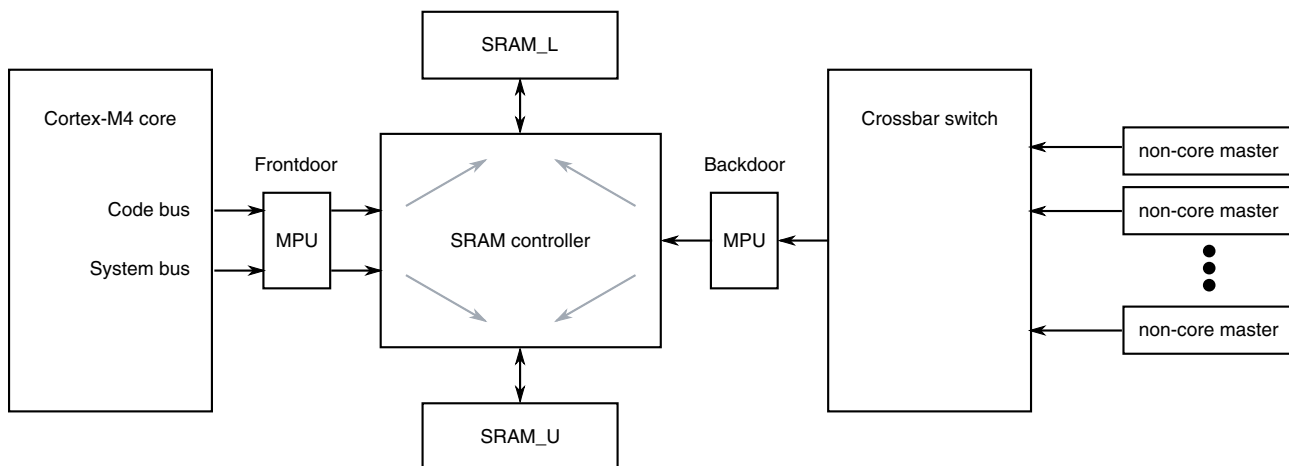 SRAM_L
Cortex-M4 core
Crossbar switch
Frontdoor
Backdoor
non-core master
non-core master
Code bus
MPU
SRAM controller
MPU
System bus
non-core master
SRAM_U